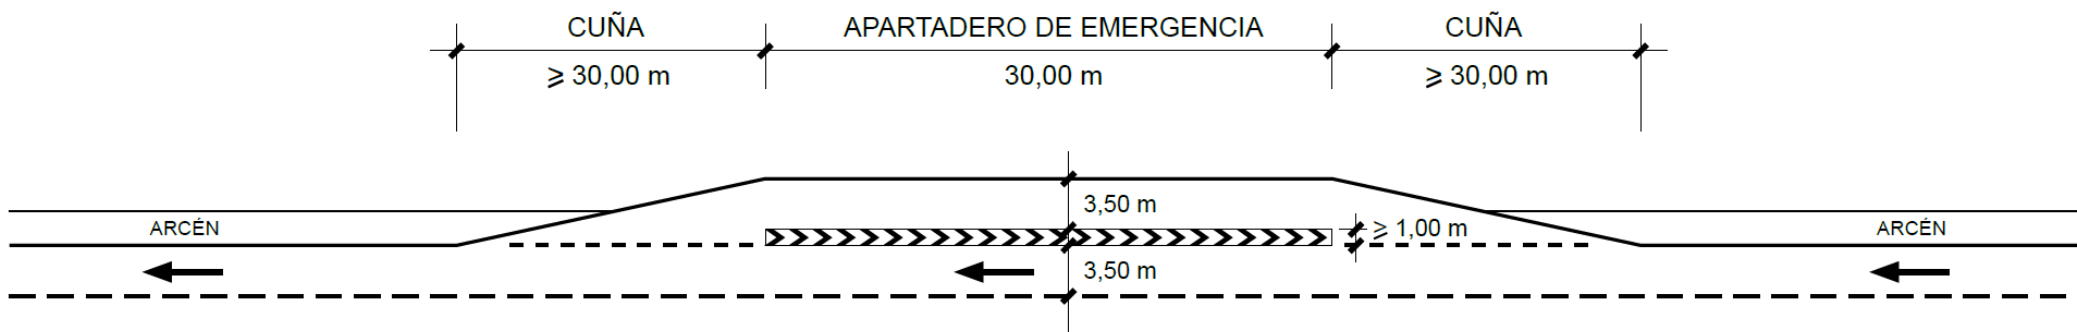 CUÑA
APARTADERO DE EMERGENCIA
CUÑA
⩾ 30,00 m
30,00 m
⩾ 30,00 m
3,50 m
ARCÉN
⩾ 1,00 m
ARCÉN
3,50 m